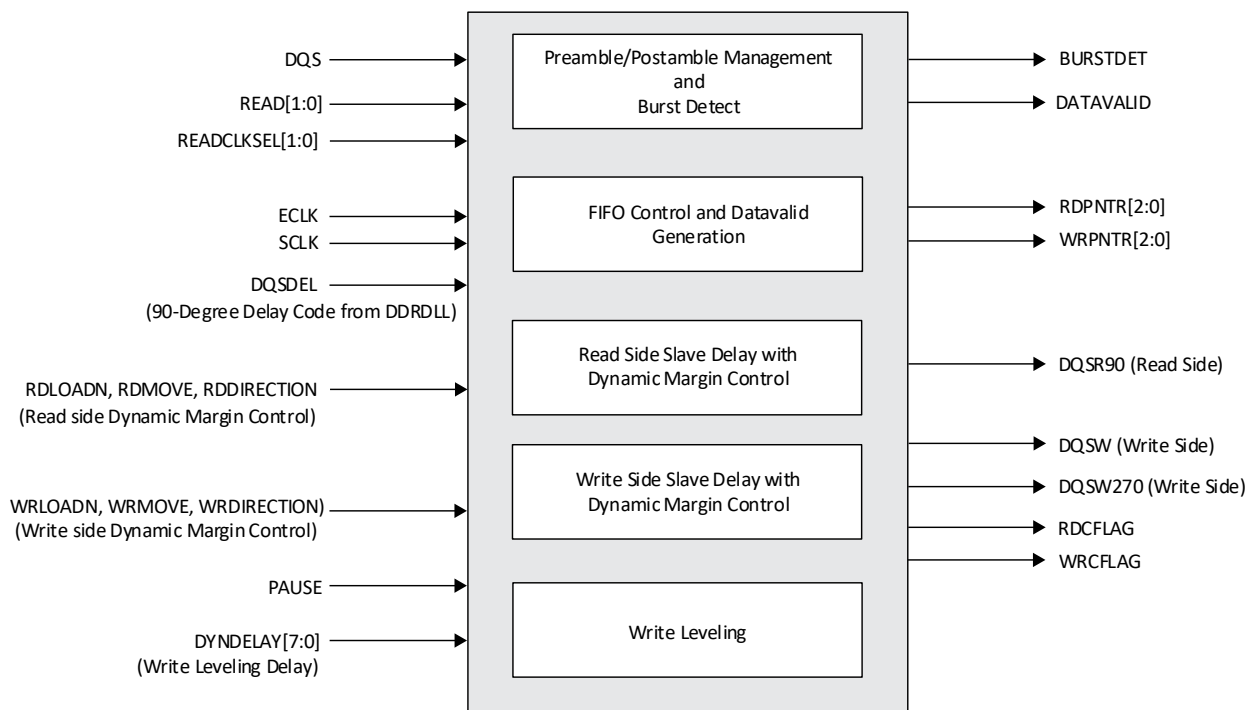 DQS
READ[1:0]
READCLKSEL[1:0]
ECLK
SCLK
DQSDEL
(90-Degree Delay Code from DDRDLL)
RDLOADN, RDMOVE, RDDIRECTION
(Read side Dynamic Margin Control)
WRLOADN, WRMOVE, WRDIRECTION)
(Write side Dynamic Margin Control)
PAUSE
DYNDELAY[7:0]
(Write Leveling Delay)
Preamble/Postamble Management
and
Burst Detect
FIFO Control and Datavalid
Generation
Read Side Slave Delay with
Dynamic Margin Control
Write Side Slave Delay with
Dynamic Margin Control
Write Leveling
BURSTDET
DATAVALID
RDPNTR[2:0]
WRPNTR[2:0]
DQSR90 (Read Side)
DQSW (Write Side)
DQSW270 (Write Side)
RDCFLAG
WRCFLAG